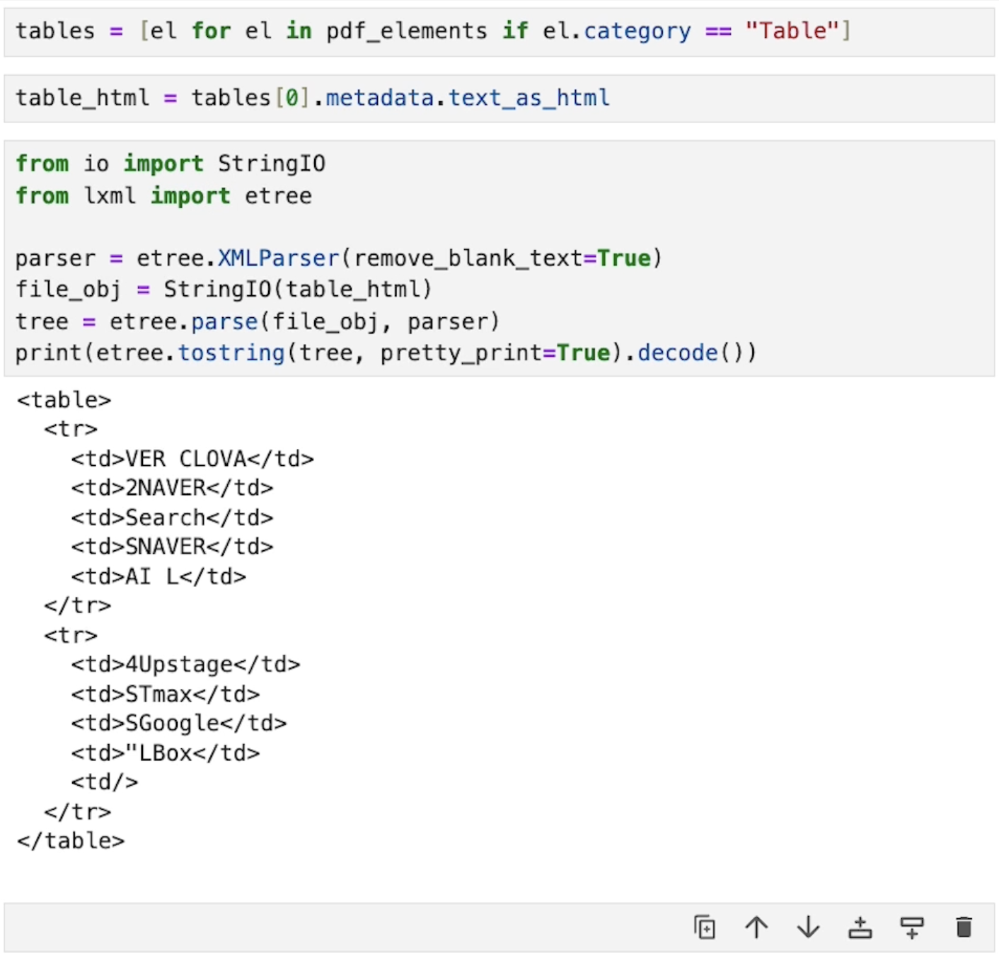 tables = [el for el in pdf_elements if el.category == "Table"]
table_html = tables[0].metadata.text_as_html
from io import StringIO
from lxml import etree
parser = etree.XMLParser(remove_blank_text=True)
file_obj = StringIO(table_html)
tree = etree.parse(file_obj, parser)
print(etree.tostring(tree, pretty_print=True).decode())
<table>
  <tr>
    <td>VER CLOVA</td>
    <td>2NAVER</td>
    <td>Search</td>
    <td>SNAVER</td>
    <td>AI L</td>
  </tr>
  <tr>
    <td>4Upstage</td>
    <td>STmax</td>
    <td>SGoogle</td>
    <td>"LBox</td>
    <td/>
  </tr>
</table>